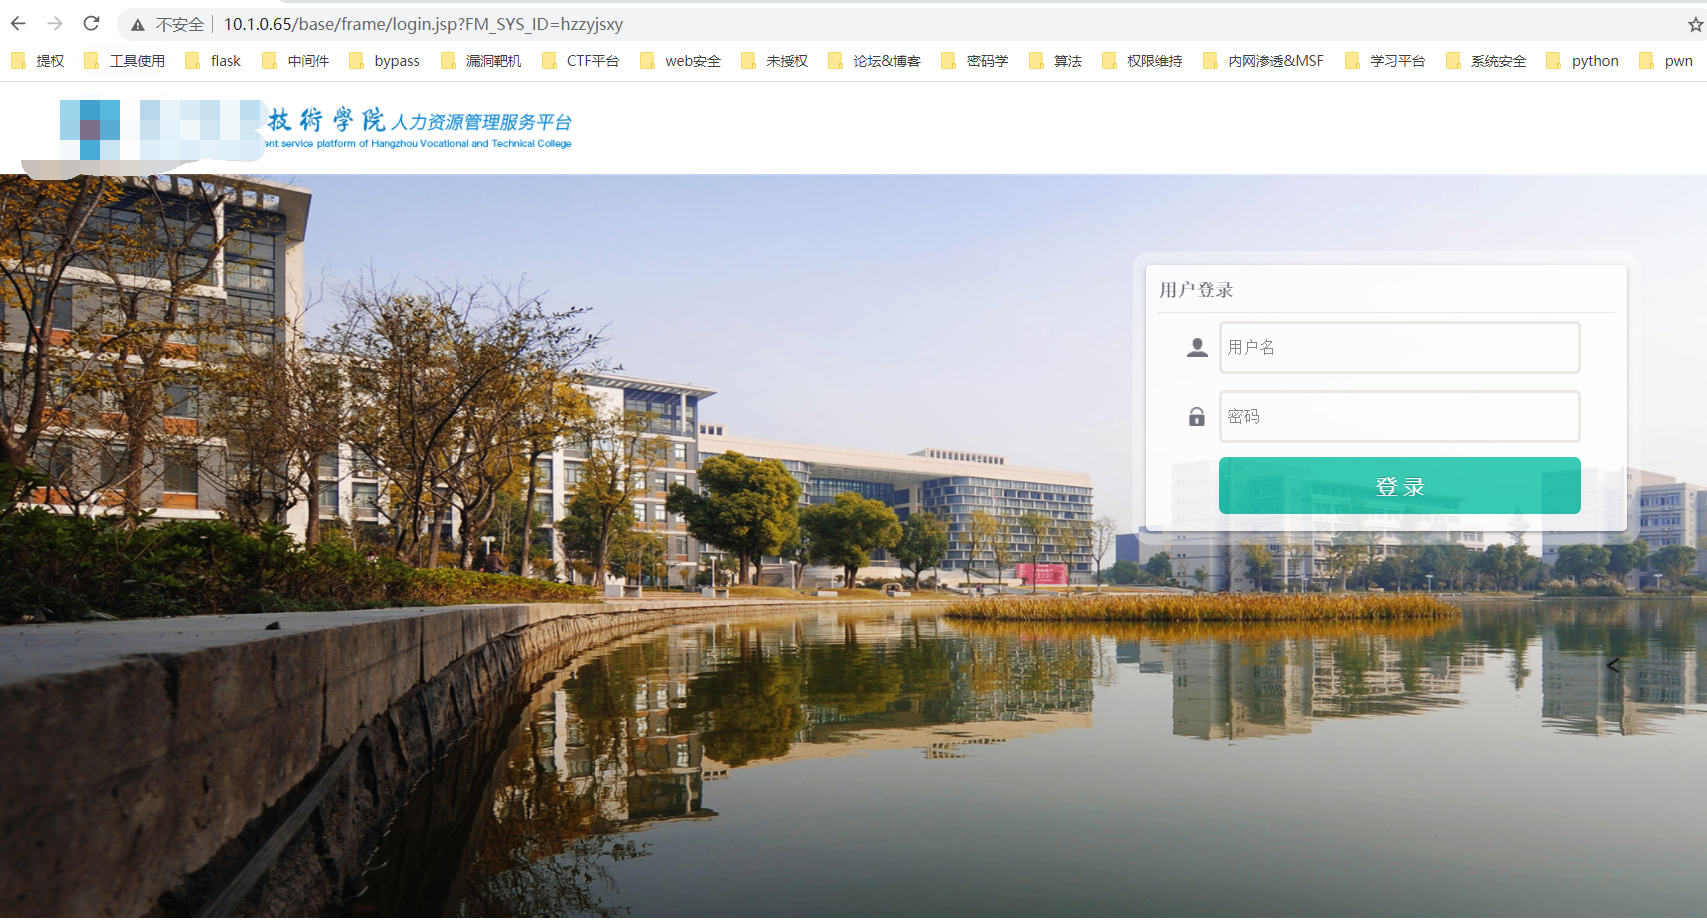 不安全 10.1.0.65/base/frame/login.jsp?FM_SYS_ID=hzzyjsxy
提权 工具使用 flask 中间件 bypass 漏洞靶机 CTF平台 web安全 未授权 论坛&博客 密码学 算法 权限维持 内网渗透&MSF 学习平台 系统安全 python pwn
技術學院 人力资源管理服务平台
service platform of Hangzhou Vocational and Technical College
用户登录
用户名
密码
登录